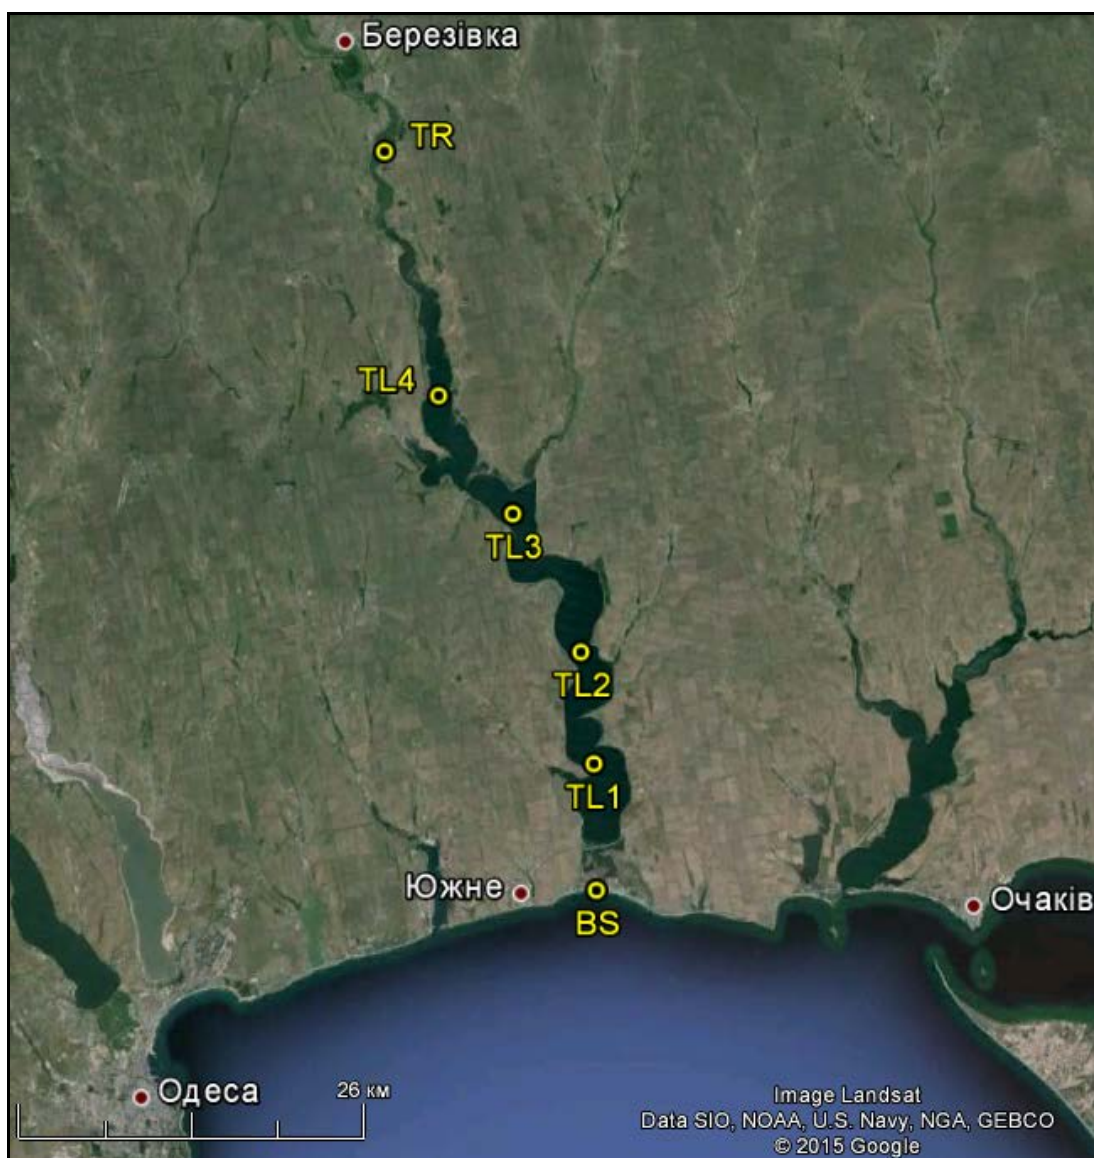 Березівка
TR
TL4
TL3
TL2
TL1
Южне
BS
Очаків
Одеса
26 км
Image Landsat
Data SIO, NOAA, U.S. Navy, NGA, GEBCO
© 2015 Google